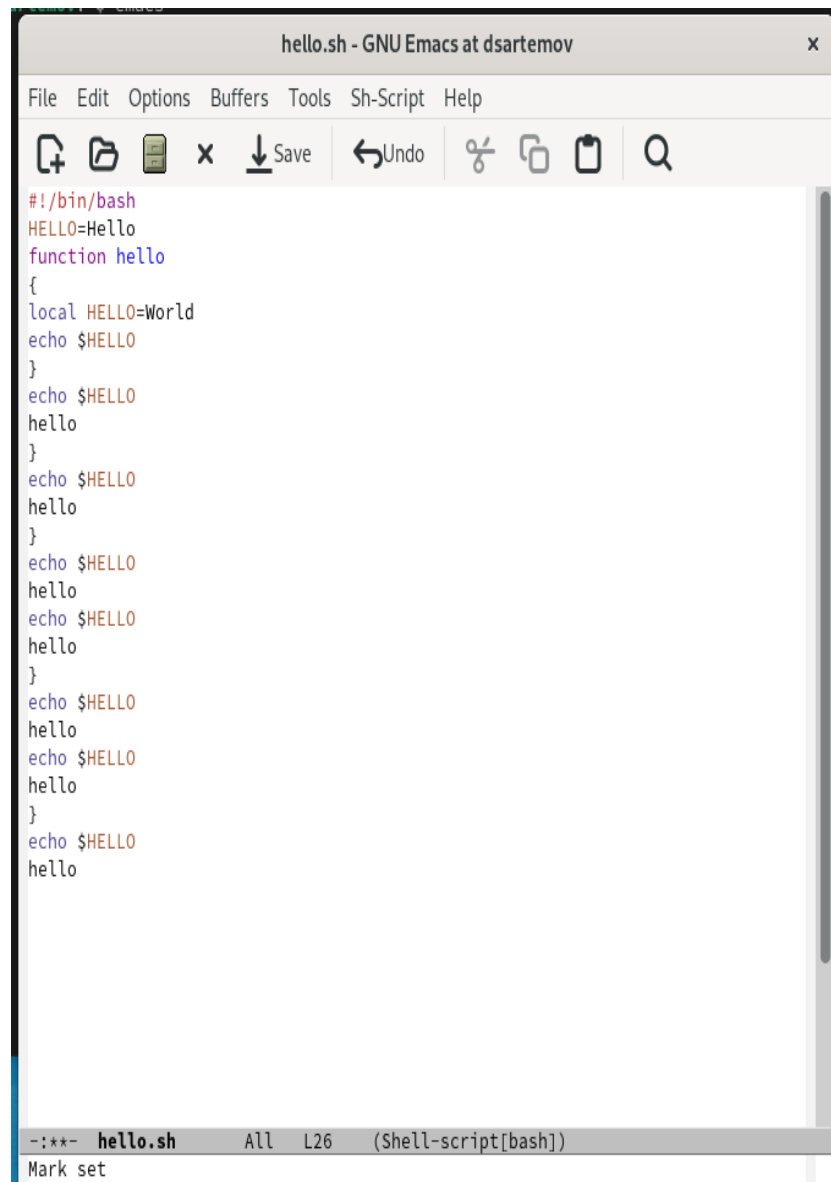 hello.sh - GNU Emacs at dsartemov x
File Edit Options Buffers Tools Sh-Script Help
Save Undo
#!/bin/bash
HELLO=Hello
function hello
{
local HELLO=World
echo $HELLO
}
echo $HELLO
hello
}
echo $HELLO
hello
}
echo $HELLO
hello
echo $HELLO
hello
}
echo $HELLO
hello
echo $HELLO
hello
}
echo $HELLO
hello
-:**- hello.sh All L26 (Shell-script[bash])
Mark set